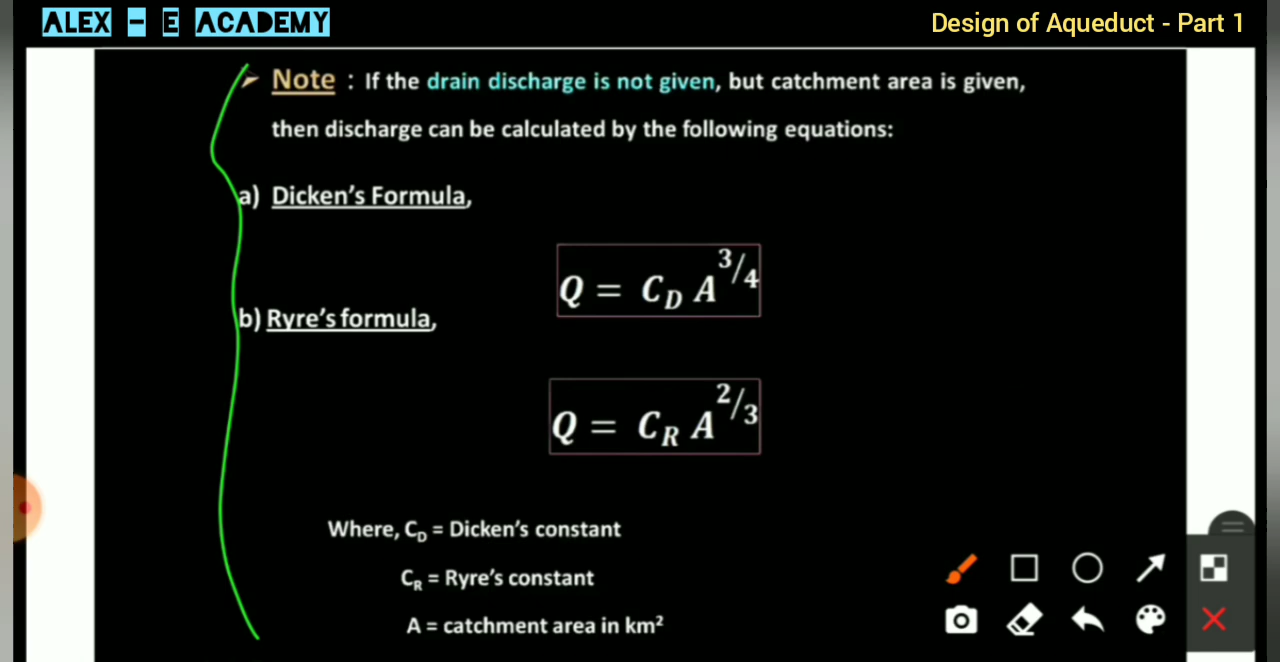 ALEX - E ACADEMY
Design of Aqueduct - Part 1
➤ Note : If the drain discharge is not given, but catchment area is given,
then discharge can be calculated by the following equations:
a) Dicken’s Formula,
Q = C_D A^3/4
b) Ryre’s formula,
Q = C_R A^2/3
Where, C_D = Dicken’s constant
C_R = Ryre’s constant
A = catchment area in km²